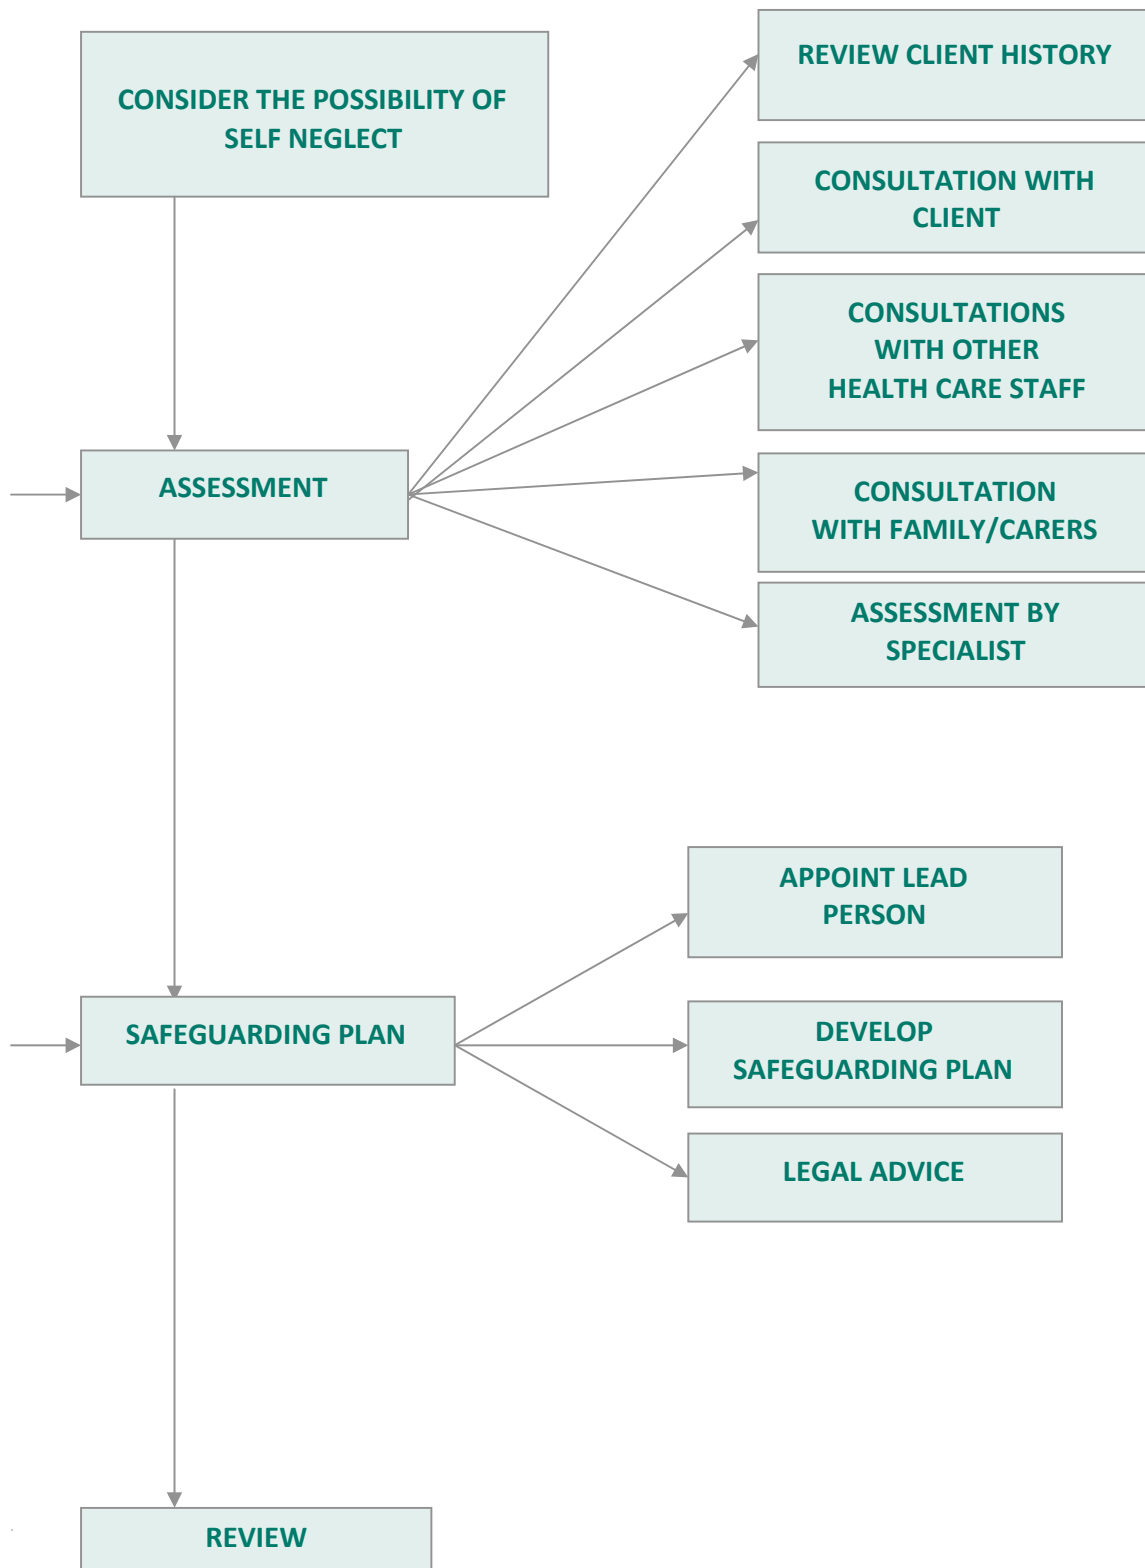 CONSIDER THE POSSIBILITY OF
SELF NEGLECT
REVIEW CLIENT HISTORY
CONSULTATION WITH
CLIENT
CONSULTATIONS
WITH OTHER
HEALTH CARE STAFF
ASSESSMENT
CONSULTATION
WITH FAMILY/CARERS
ASSESSMENT BY
SPECIALIST
SAFEGUARDING PLAN
APPOINT LEAD
PERSON
DEVELOP
SAFEGUARDING PLAN
LEGAL ADVICE
REVIEW